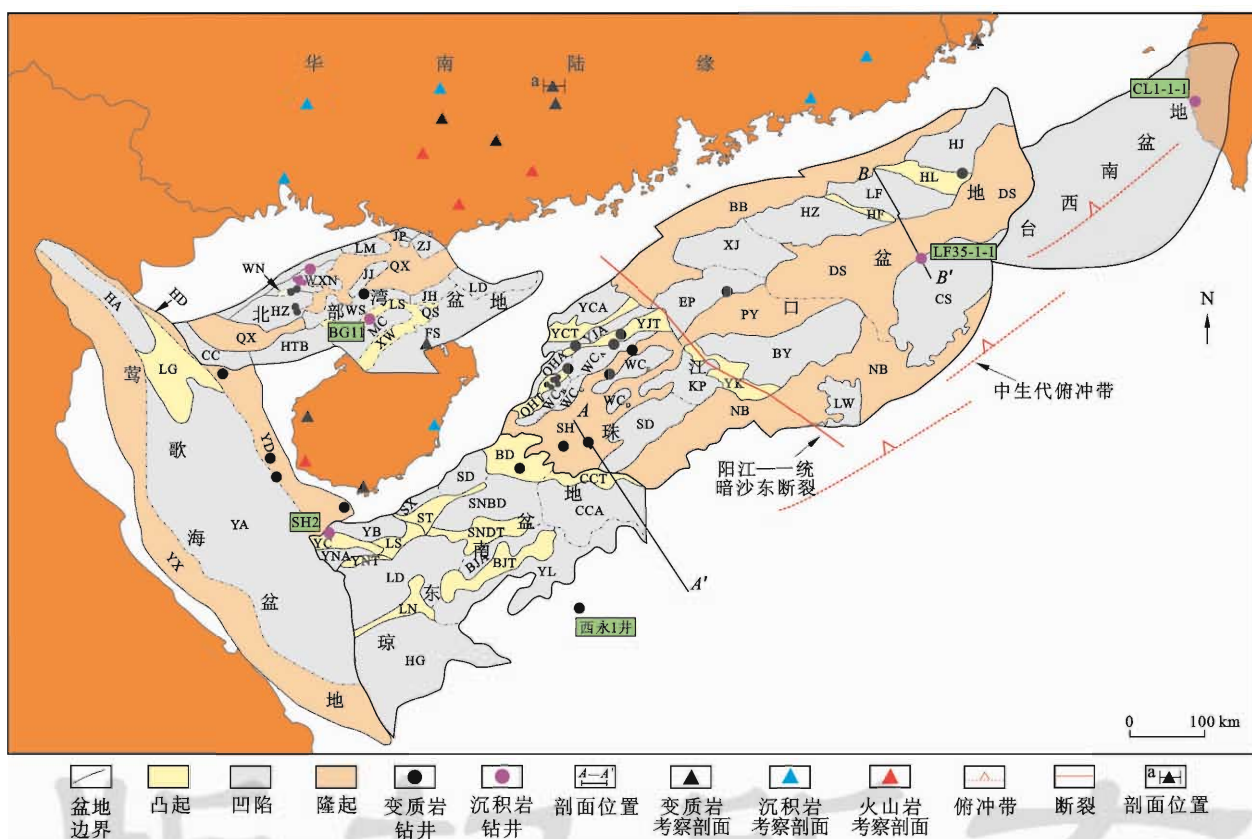 华南陆缘
a
CL1-1-1
台西南盆地
HJ
HL
B
LF
DS
HF
HZ
BB
XJ
LF35-1-1
B'
CS
DS
EP
PY
BY
NB
LW
YK
KP
NB
SD
珠江口盆地
YCA
YCT
YJA
YJT
QHA
QHT
SH
A
A'
N
中生代俯冲带
阳江——统
暗沙东断裂
WN
LM
JP
ZJ
WXN
JJ
QX
LD
HZ
WS
LS
JH
QS
BG11
MC
XW
FS
QX
HTB
CC
北部湾盆地
HA
HD
LG
YD
YA
YX
莺歌海盆地
SH2
YC
YB
YNA
YNT
LS
SX
ST
SD
SNBD
SNDT
BD
CCT
CCA
BJA
BJT
YL
LD
LN
HG
琼东南盆地
西永1井
0 100 km
盆地
边界
凸起
凹陷
隆起
变质岩
钻井
沉积岩
钻井
A—A'
剖面位置
变质岩
考察剖面
沉积岩
考察剖面
火山岩
考察剖面
俯冲带
断裂
a
剖面位置